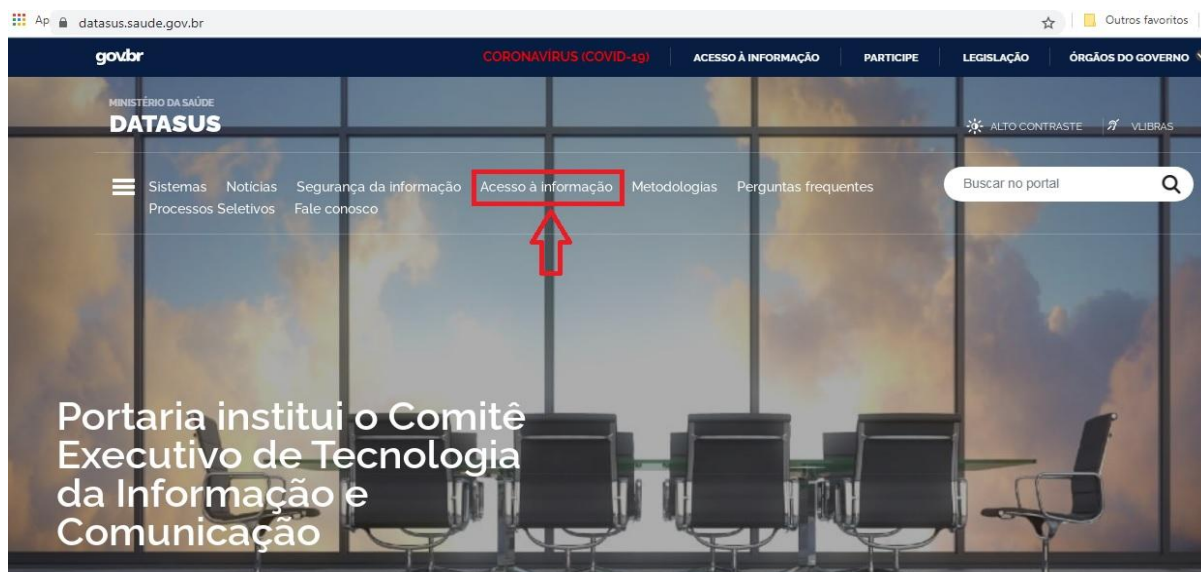 Ap datasus.saude.gov.br Outros favoritos
gov.br CORONAVÍRUS (COVID-19) ACESSO À INFORMAÇÃO PARTICIPE LEGISLAÇÃO ÓRGÃOS DO GOVERNO
MINISTÉRIO DA SAÚDE
DATASUS
ALTO CONTRASTE VLIBRAS
Sistemas Notícias Segurança da informação Acesso à informação Metodologias Perguntas frequentes Buscar no portal
Processos Seletivos Fale conosco
Portaria institui o Comitê
Executivo de Tecnologia
da Informação e
Comunicação